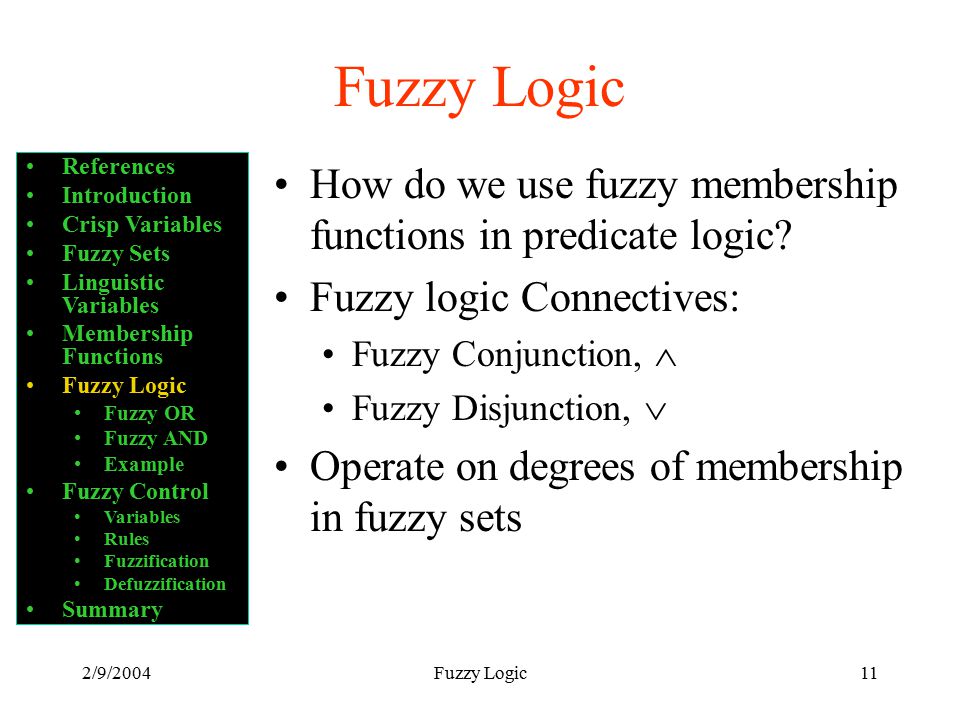 Fuzzy Logic
• References
• Introduction
• Crisp Variables
• Fuzzy Sets
• Linguistic
Variables
• Membership
Functions
• Fuzzy Logic
• Fuzzy OR
• Fuzzy AND
• Example
• Fuzzy Control
• Variables
• Rules
• Fuzzification
• Defuzzification
• Summary
• How do we use fuzzy membership
functions in predicate logic?
• Fuzzy logic Connectives:
• Fuzzy Conjunction, ∧
• Fuzzy Disjunction, ∨
• Operate on degrees of membership
in fuzzy sets
2/9/2004 Fuzzy Logic 11